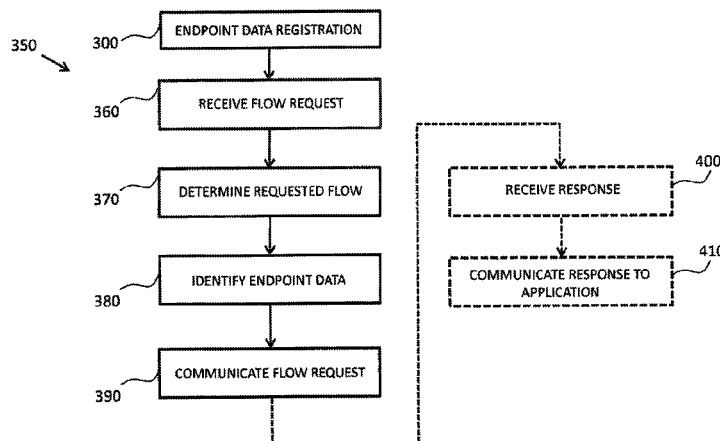 350
300
ENDPOINT DATA REGISTRATION
360
RECEIVE FLOW REQUEST
370
DETERMINE REQUESTED FLOW
380
IDENTIFY ENDPOINT DATA
390
COMMUNICATE FLOW REQUEST
400
RECEIVE RESPONSE
410
COMMUNICATE RESPONSE TO
APPLICATION